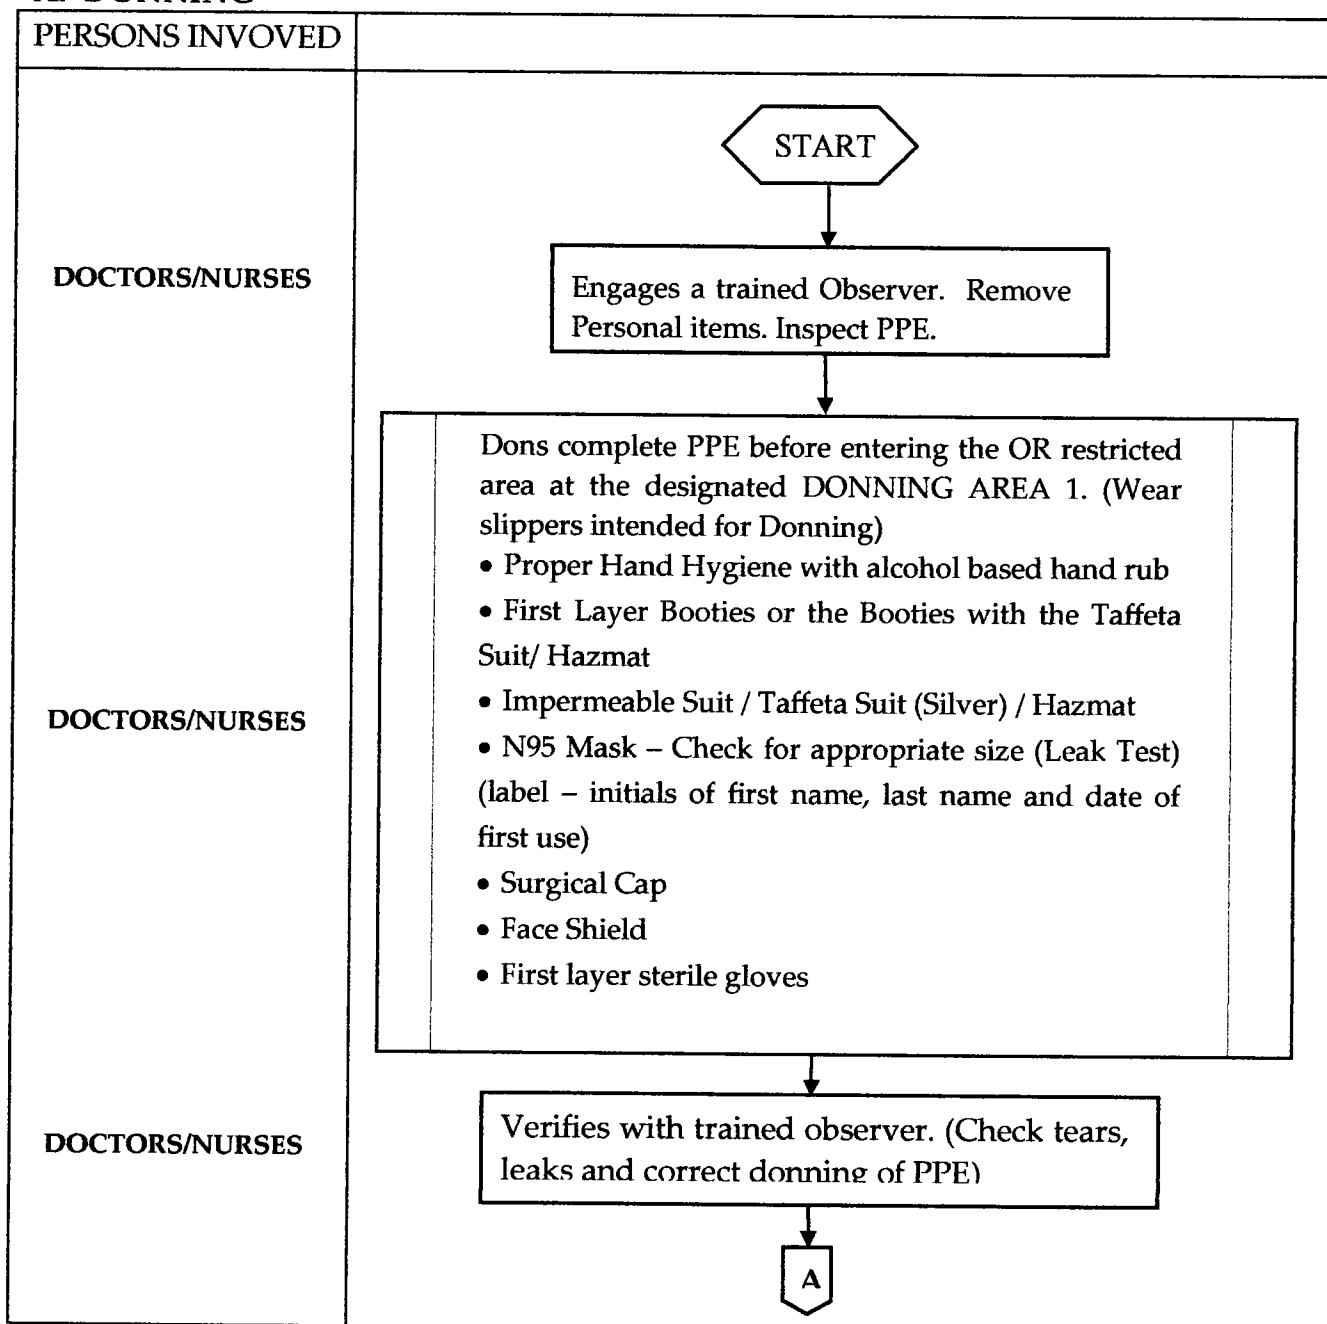 PERSONS INVOVED
START
DOCTORS/NURSES
Engages a trained Observer. Remove
Personal items. Inspect PPE.
Dons complete PPE before entering the OR restricted
area at the designated DONNING AREA 1. (Wear
slippers intended for Donning)
• Proper Hand Hygiene with alcohol based hand rub
• First Layer Booties or the Booties with the Taffeta
Suit/ Hazmat
• Impermeable Suit / Taffeta Suit (Silver) / Hazmat
DOCTORS/NURSES
• N95 Mask – Check for appropriate size (Leak Test)
(label – initials of first name, last name and date of
first use)
• Surgical Cap
• Face Shield
• First layer sterile gloves
DOCTORS/NURSES
Verifies with trained observer. (Check tears,
leaks and correct donning of PPE)
A